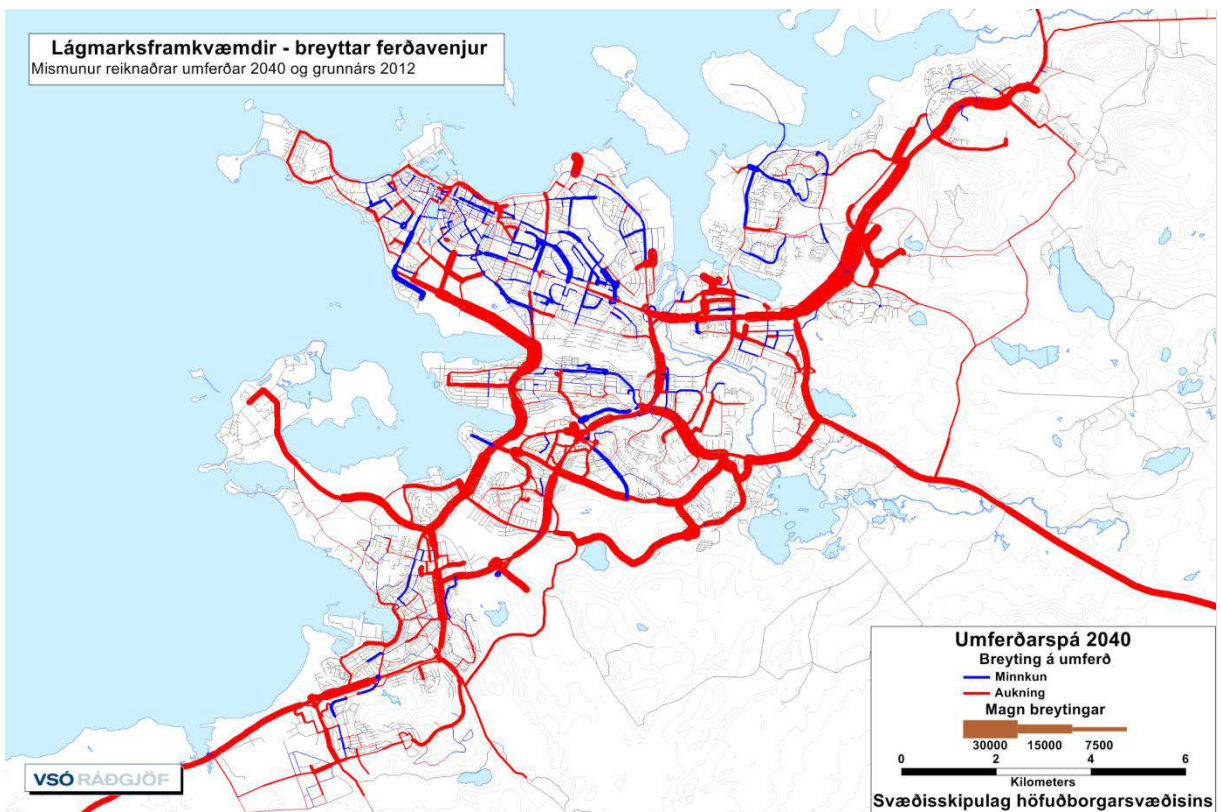 Lágmarksframkvæmdir - breyttar ferðavenjur
Mismunur reiknaðrar umferðar 2040 og grunnárs 2012
Umferðarspá 2040
Breyting á umferð
Minnkun
Aukning
Magn breytingar
30000 15000 7500
0 2 4 6
Kilometers
Svæðisskipulag höfuðborgarsvæðisins
VSÓ RÁÐGJÖF